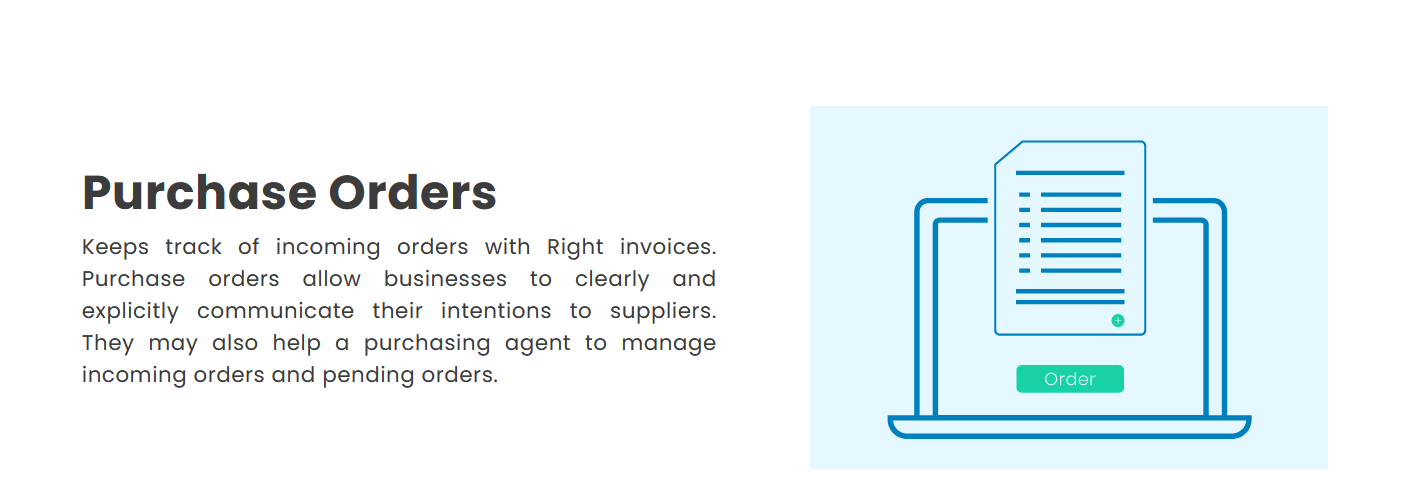 Purchase Orders
Keeps track of incoming orders with Right invoices.
Purchase orders allow businesses to clearly and
explicitly communicate their intentions to suppliers.
They may also help a purchasing agent to manage
incoming orders and pending orders.
Order